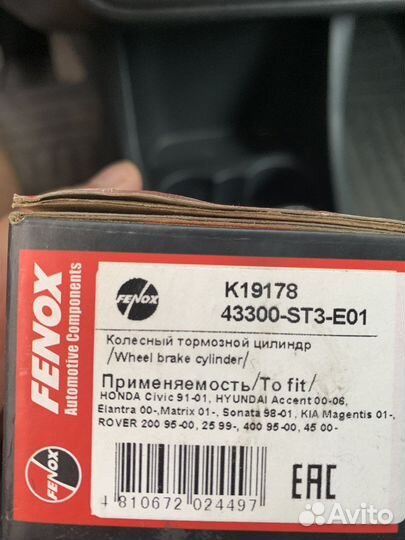 FENOX
Automotive Components
FENOX
FENOX
K19178
43300-ST3-E01
Колесный тормозной цилиндр
/Wheel brake cylinder/
Применяемость/To fit/
HONDA Civic 91-01, HYUNDAI Accent 00-06,
Elantra 00-,Matrix 01-, Sonata 98-01, KIA Magentis 01-,
ROVER 200 95-00, 25 99-, 400 95-00, 45 00-
4 810672 024497
EAC
Avito